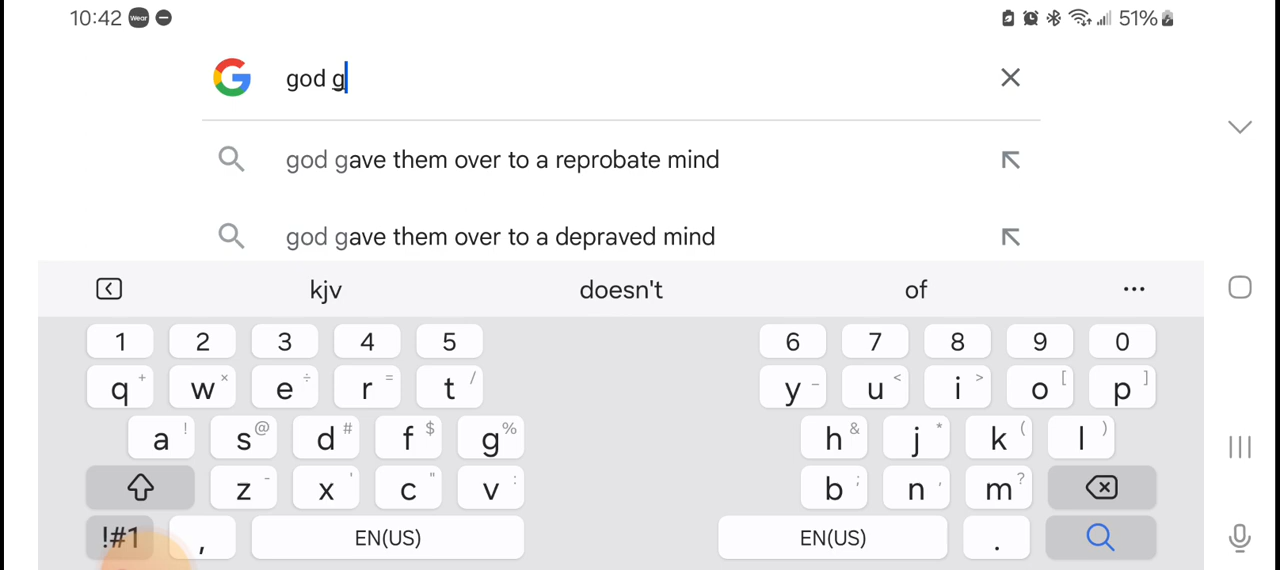 10:42 Wear 51%
god g
god gave them over to a reprobate mind
god gave them over to a depraved mind
kjv doesn't of ...
1 2 3 4 5 6 7 8 9 0
q + w × e ÷ r = t / y - u < i > o [ p ]
a ! s @ d # f $ g % h & j * k ( l )
z - x ' c " v : b ; n , m ?
!#1 , EN(US) EN(US) .